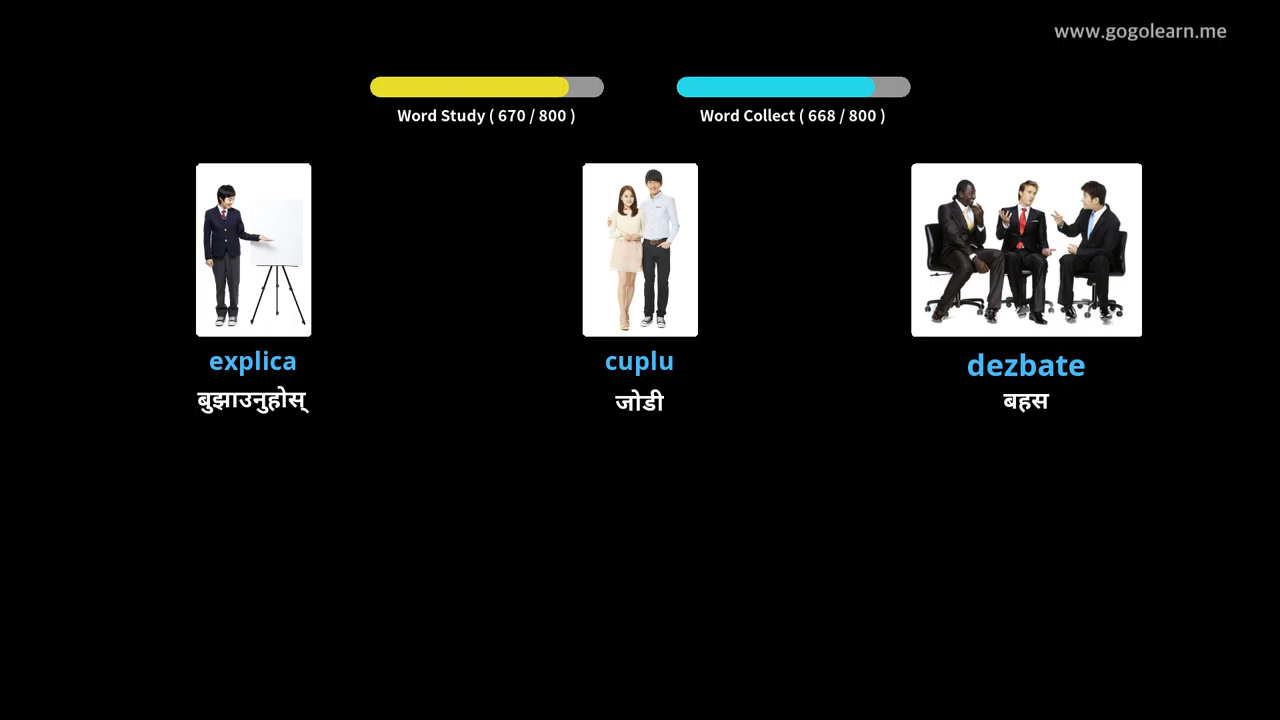 www.gogolearn.me
Word Study ( 670 / 800 )
Word Collect ( 668 / 800 )
explica
बुझाउनुहोस्
cuplu
जोडी
dezbate
बहस